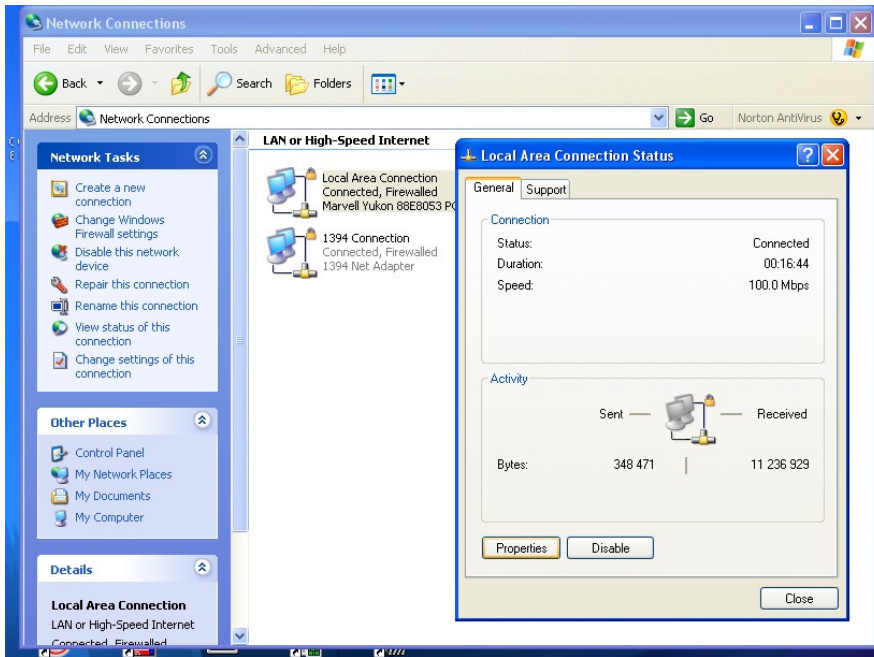 Network Connections
File Edit View Favorites Tools Advanced Help
Back Search Folders
Address Network Connections Go Norton AntiVirus
Network Tasks
Create a new
connection
Change Windows
Firewall settings
Disable this network
device
Repair this connection
Rename this connection
View status of this
connection
Change settings of this
connection
Other Places
Control Panel
My Network Places
My Documents
My Computer
Details
Local Area Connection
LAN or High-Speed Internet
Connected, Firewalled
LAN or High-Speed Internet
Local Area Connection
Connected, Firewalled
Marvell Yukon 88E8053 PC
1394 Connection
Connected, Firewalled
1394 Net Adapter
Local Area Connection Status
General Support
Connection
Status: Connected
Duration: 00:16:44
Speed: 100.0 Mbps
Activity
Sent Received
Bytes: 348 471 11 236 929
Properties Disable
Close